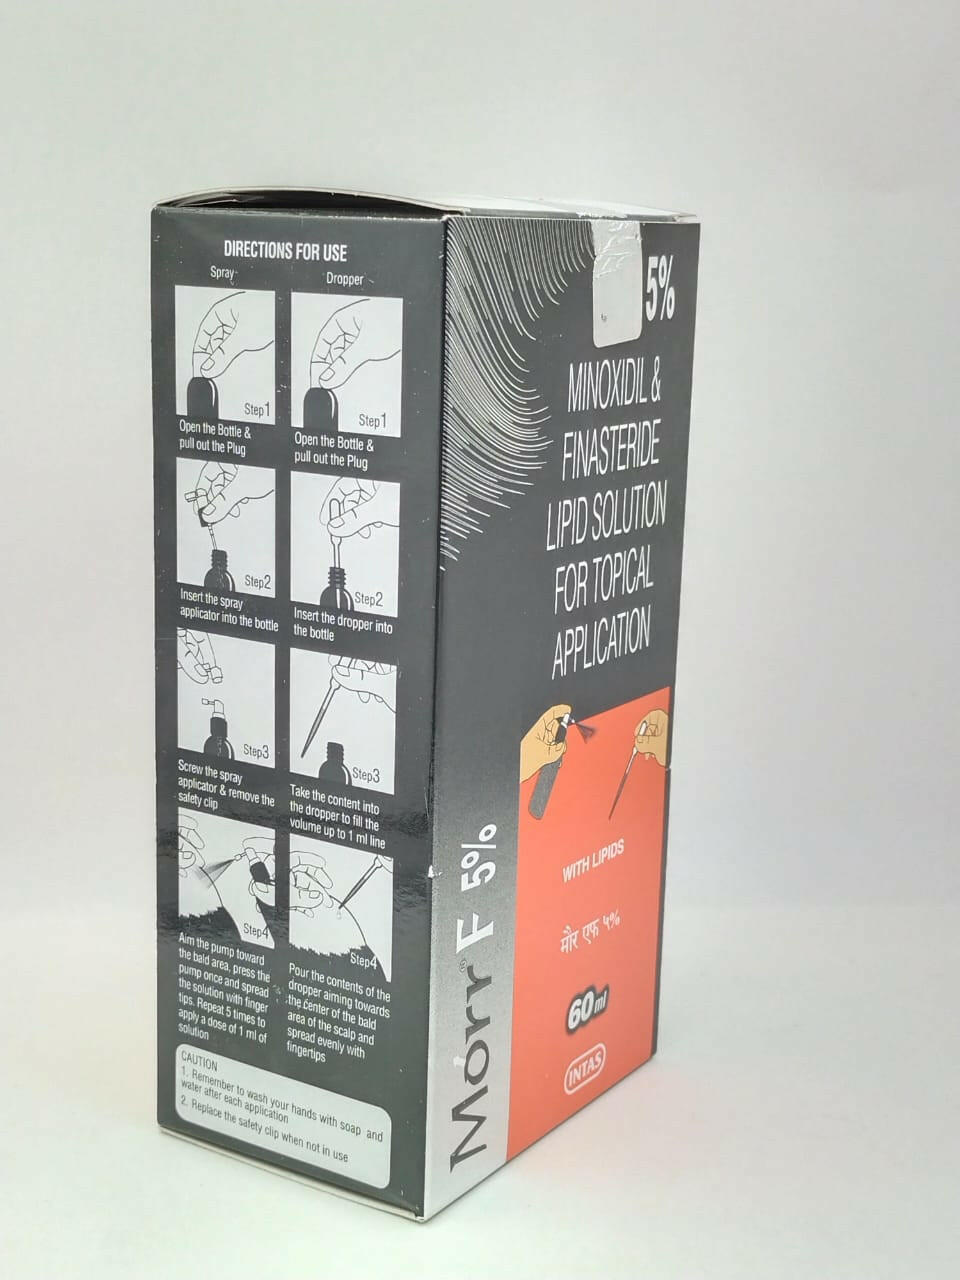 DIRECTIONS FOR USE
Spray
Dropper
Step1
Open the Bottle &
pull out the Plug
Step1
Open the Bottle &
pull out the Plug
Step2
Insert the spray
applicator into the bottle
Step2
Insert the dropper into
the bottle
Step3
Screw the spray
applicator & remove the
safety clip
Step3
Take the content into
the dropper to fill the
volume up to 1 ml line
Step4
Aim the pump toward
the bald area, press the
pump once and spread
the solution with finger
tips. Repeat 5 times to
apply a dose of 1 ml of
solution
Step4
Pour the contents of the
dropper aiming towards
the center of the bald
area of the scalp and
spread evenly with
fingertips
CAUTION
1. Remember to wash your hands with soap and
water after each application
2. Replace the safety clip when not in use
5%
MINOXIDIL &
FINASTERIDE
LIPID SOLUTION
FOR TOPICAL
APPLICATION
Morr® F 5%
WITH LIPIDS
मौर एफ ५%
60ml
INTAS